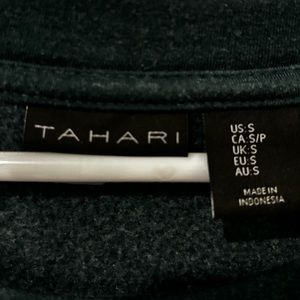 TAHARI
US:S
CA:S/P
UK:S
EU:S
AU:S
MADE IN
INDONESIA